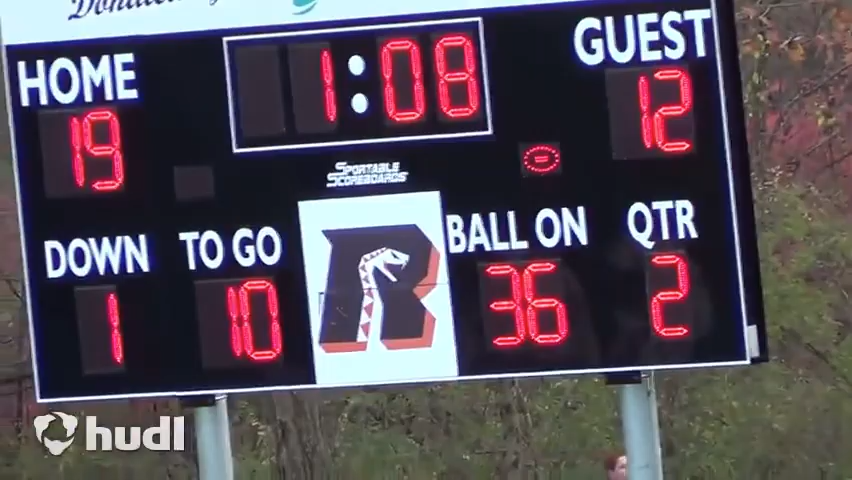 HOME 1:08 GUEST
19 12
SPORTABLE
SCOREBOARDS
DOWN TO GO BALL ON QTR
1 10 R 36 2
hudl